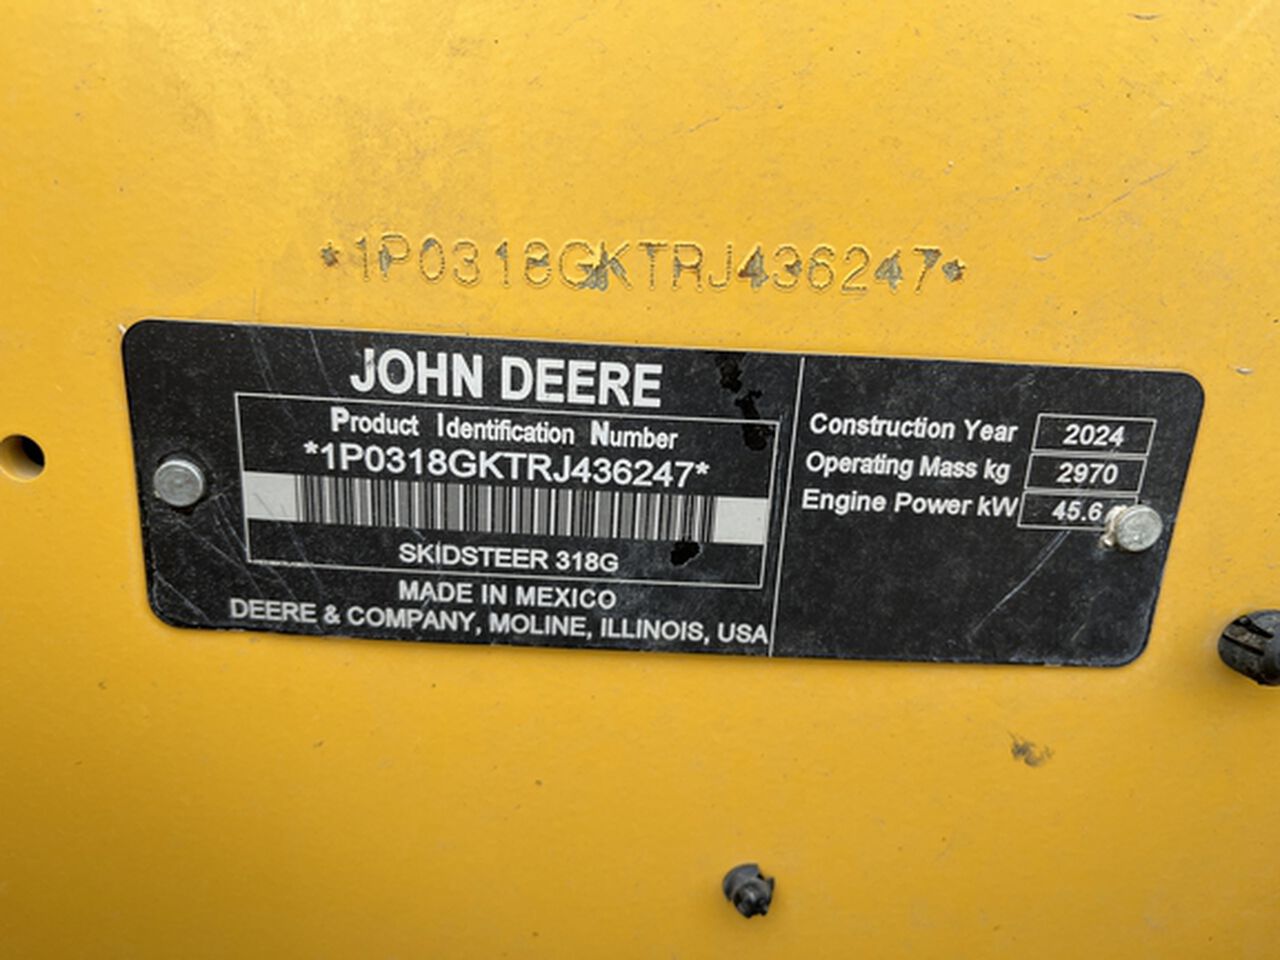 *1P0318GKTRJ436247*
JOHN DEERE
Product Identification Number
*1P0318GKTRJ436247*
SKIDSTEER 318G
MADE IN MEXICO
DEERE & COMPANY, MOLINE, ILLINOIS, USA
Construction Year 2024
Operating Mass kg 2970
Engine Power kW 45.6